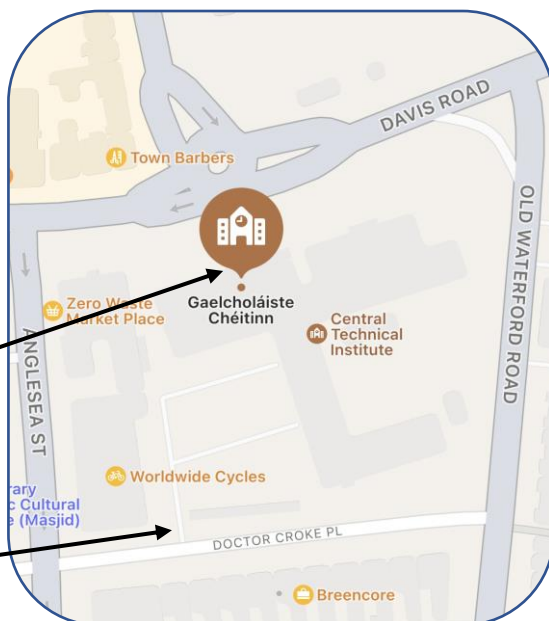 DAVIS ROAD
Town Barbers
OLD WATERFORD ROAD
Gaelcholáiste
Chéitinn
Zero Waste
Market Place
Central
Technical
Institute
ANGLESEA ST
Worldwide Cycles
rary
c Cultural
e (Masjid)
DOCTOR CROKE PL
Breencore